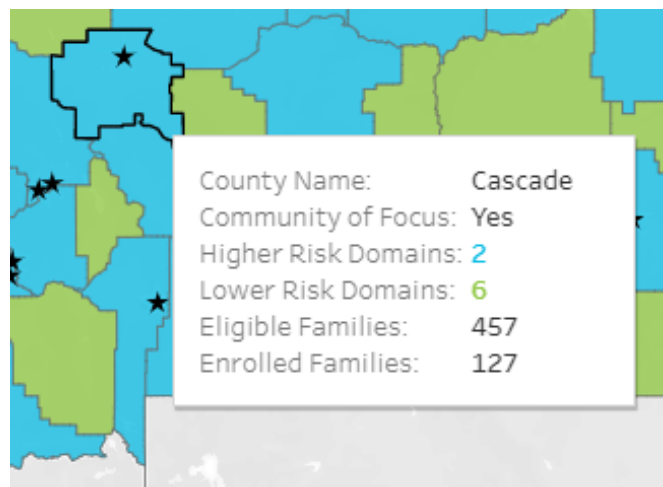 County Name: Cascade
Community of Focus: Yes
Higher Risk Domains: 2
Lower Risk Domains: 6
Eligible Families: 457
Enrolled Families: 127